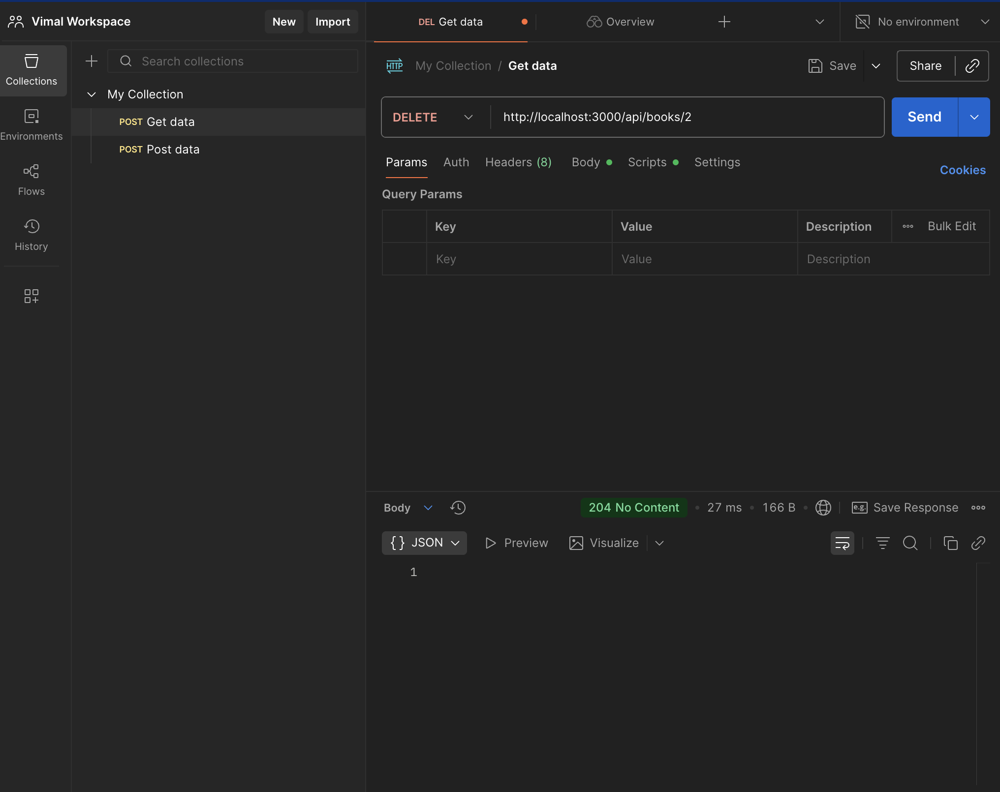 Vimal Workspace
New
Import
DEL Get data
Overview
No environment
Collections
Environments
Flows
History
Search collections
My Collection
POST Get data
POST Post data
HTTP
My Collection / Get data
Save
Share
DELETE
http://localhost:3000/api/books/2
Send
Params
Auth
Headers (8)
Body
Scripts
Settings
Cookies
Query Params
Key
Value
Description
Bulk Edit
Key
Value
Description
Body
204 No Content
27 ms
166 B
e.g.
Save Response
{} JSON
Preview
Visualize
1